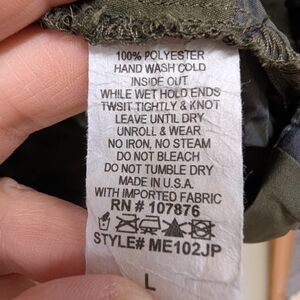 100% POLYESTER
HAND WASH COLD
INSIDE OUT
WHILE WET HOLD ENDS
TWSIT TIGHTLY & KNOT
LEAVE UNTIL DRY
UNROLL & WEAR
NO IRON, NO STEAM
DO NOT BLEACH
DO NOT TUMBLE DRY
MADE IN U.S.A.
WITH IMPORTED FABRIC
RN # 107876
STYLE# ME102JP
L